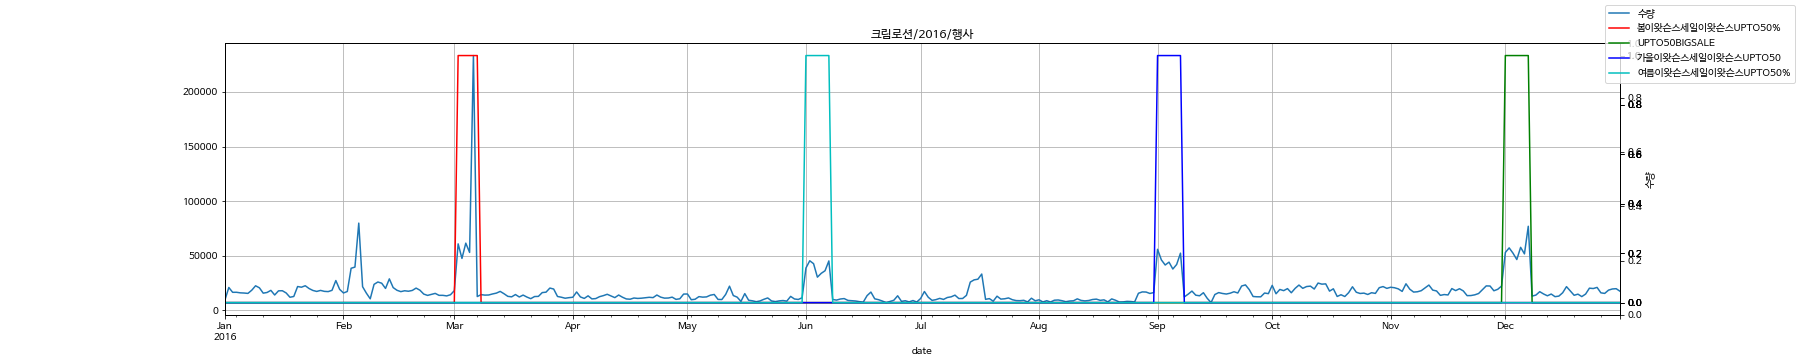 크림로션/2016/행사
수량
봄이왓슨스세일이왓슨스UPTO50%
UPTO50BIGSALE
가을이왓슨스세일이왓슨스UPTO50
여름이왓슨스세일이왓슨스UPTO50%
200000
150000
100000
50000
0
0.8
0.8
0.6
0.6
0.4
0.4
0.2
0.2
0.0
0.0
수량
Jan Feb Mar Apr May Jun Jul Aug Sep Oct Nov Dec
2016
date